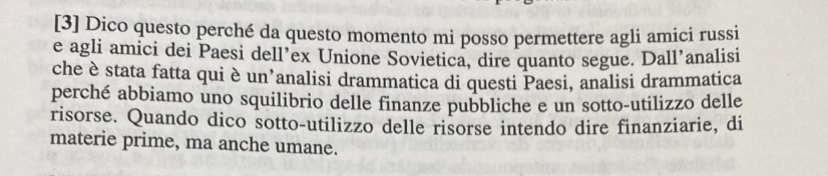 [3] Dico questo perché da questo momento mi posso permettere agli amici russi
e agli amici dei Paesi dell'ex Unione Sovietica, dire quanto segue. Dall'analisi
che è stata fatta qui è un'analisi drammatica di questi Paesi, analisi drammatica
perché abbiamo uno squilibrio delle finanze pubbliche e un sotto-utilizzo delle
risorse. Quando dico sotto-utilizzo delle risorse intendo dire finanziarie, di
materie prime, ma anche umane.